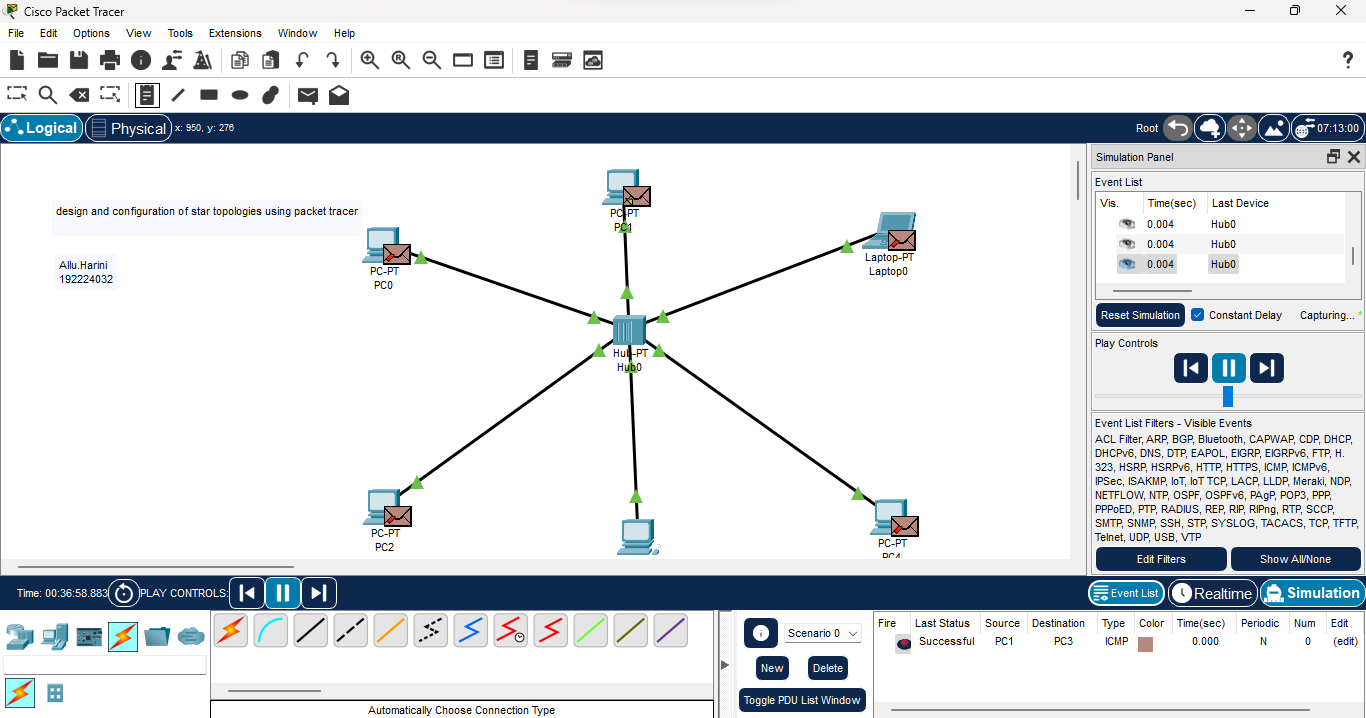 Cisco Packet Tracer
File Edit Options View Tools Extensions Window Help
Logical Physical x: 950, y: 276 Root 07:13:00
design and configuration of star topologies using packet tracer
Allu.Harini
192224032
PC-PT
PC1
PC-PT
PC0
Laptop-PT
Laptop0
Hub-PT
Hub0
PC-PT
PC2
PC-PT
PC4
Simulation Panel
Event List
Vis. Time(sec) Last Device
0.004 Hub0
0.004 Hub0
0.004 Hub0
Reset Simulation Constant Delay Capturing... *
Play Controls
Event List Filters - Visible Events
ACL Filter, ARP, BGP, Bluetooth, CAPWAP, CDP, DHCP,
DHCPv6, DNS, DTP, EAPOL, EIGRP, EIGRPv6, FTP, H.
323, HSRP, HSRPv6, HTTP, HTTPS, ICMP, ICMPv6,
IPSec, ISAKMP, IoT, IoT TCP, LACP, LLDP, Meraki, NDP,
NETFLOW, NTP, OSPF, OSPFv6, PAgP, POP3, PPP,
PPPoED, PTP, RADIUS, REP, RIP, RIPng, RTP, SCCP,
SMTP, SNMP, SSH, STP, SYSLOG, TACACS, TCP, TFTP,
Telnet, UDP, USB, VTP
Edit Filters Show All/None
Time: 00:36:58.883 PLAY CONTROLS: Event List Realtime Simulation
Scenario 0
New Delete
Toggle PDU List Window
Fire Last Status Source Destination Type Color Time(sec) Periodic Num Edit
Successful PC1 PC3 ICMP 0.000 N 0 (edit)
Automatically Choose Connection Type